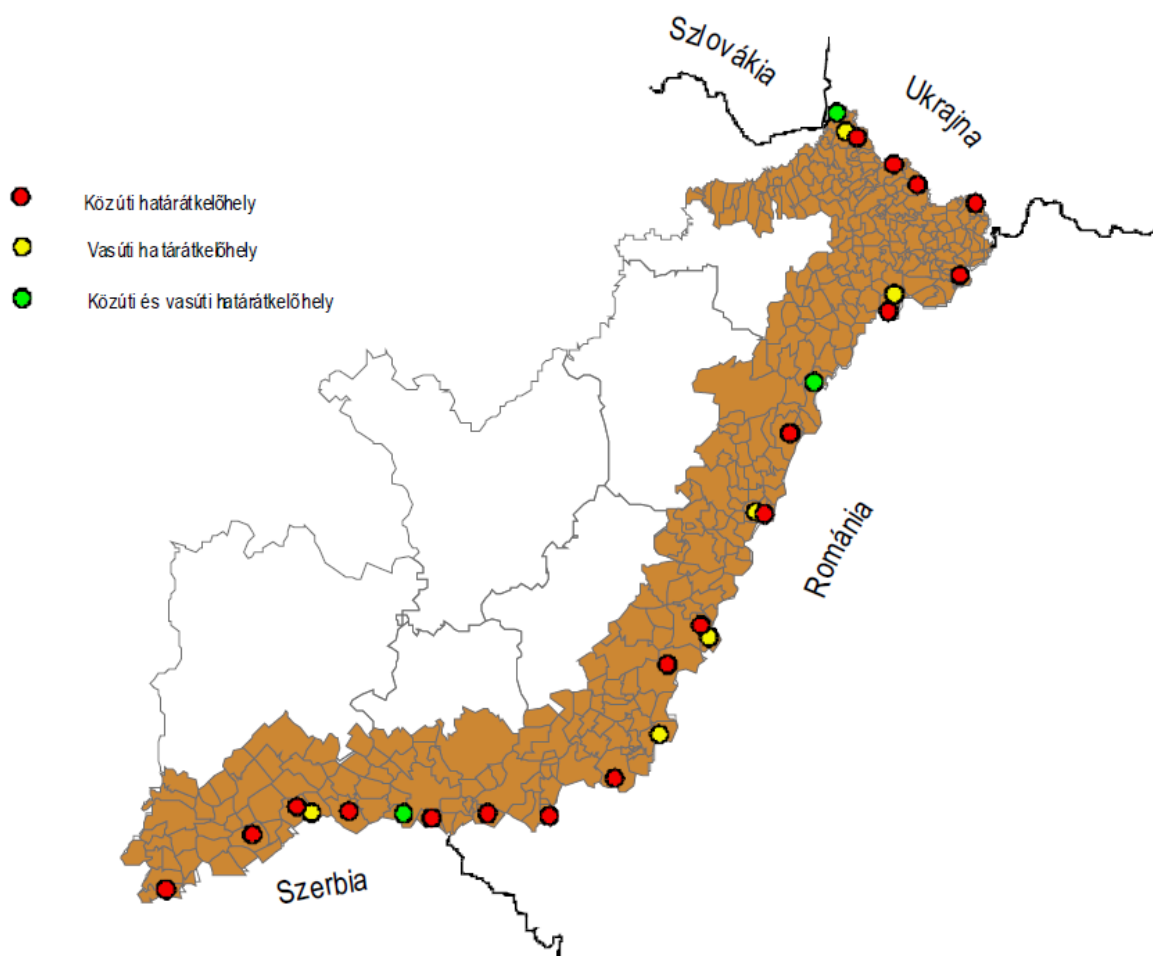 Szlovákia
Ukrajna
Közúti határátkelőhely
Vasúti határátkelőhely
Közúti és vasúti határátkelőhely
Románia
Szerbia